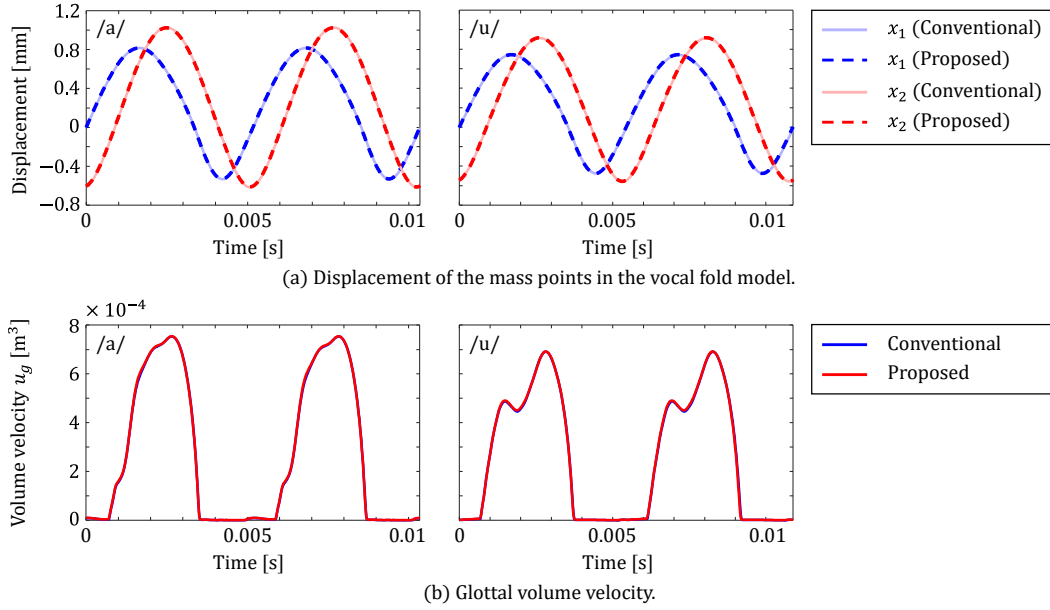 1.2
0.8
0.4
0
−0.4
−0.8
Displacement [mm]
/a/
/u/
0
0.005
0.01
0
0.005
0.01
Time [s]
Time [s]
x₁ (Conventional)
x₁ (Proposed)
x₂ (Conventional)
x₂ (Proposed)
(a) Displacement of the mass points in the vocal fold model.
× 10⁻⁴
8
6
4
2
0
Volume velocity u_g [m³]
/a/
/u/
0
0.005
0.01
0
0.005
0.01
Time [s]
Time [s]
Conventional
Proposed
(b) Glottal volume velocity.